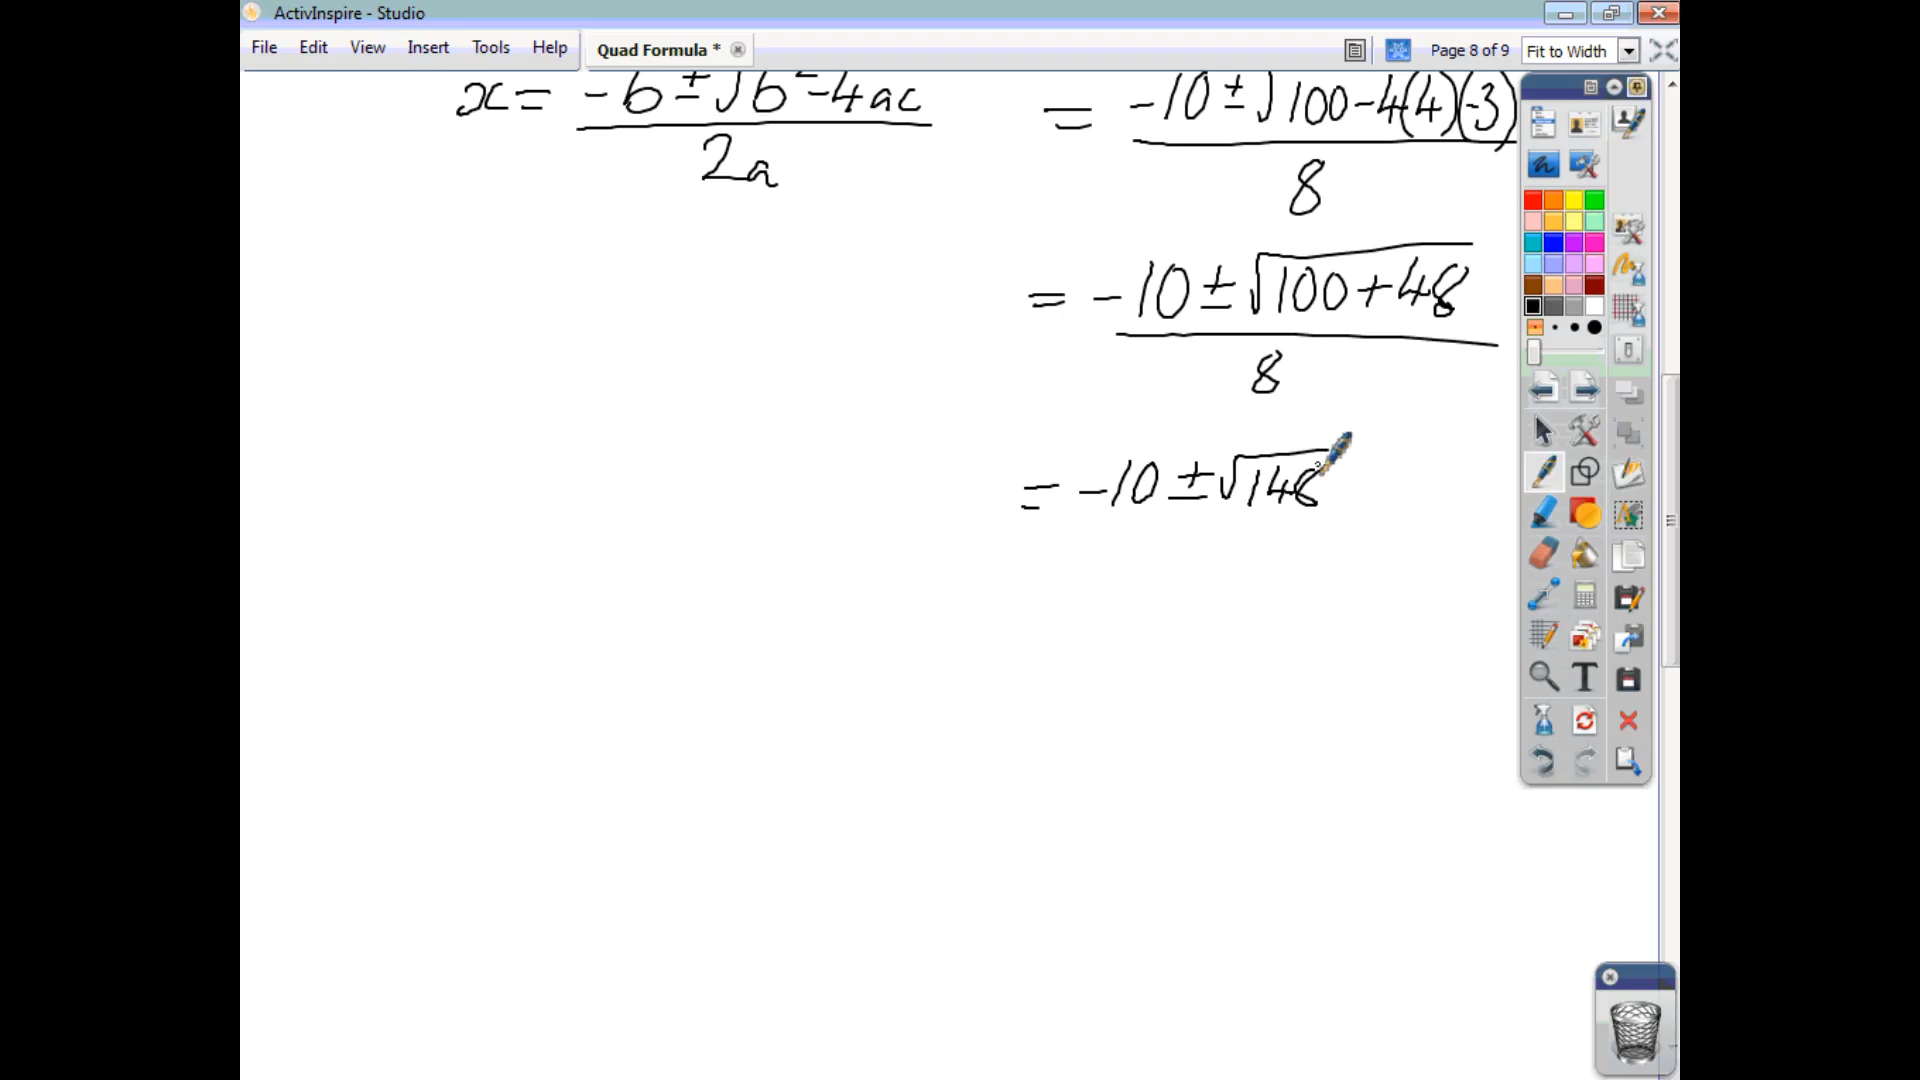 ActivInspire - Studio
File Edit View Insert Tools Help Quad Formula * Page 8 of 9 Fit to Width
x = -b ± √b² - 4ac = -10 ± √100 - 4(4)(-3)
2a 8
= -10 ± √100 + 48
8
= -10 ± √148